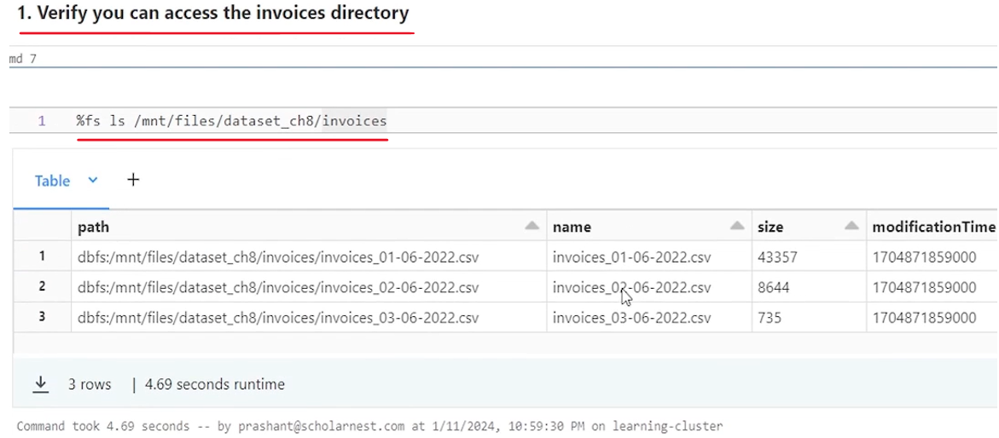 1. Verify you can access the invoices directory
md 7
1 %fs ls /mnt/files/dataset_ch8/invoices
Table +
path name size modificationTime
1 dbfs:/mnt/files/dataset_ch8/invoices/invoices_01-06-2022.csv invoices_01-06-2022.csv 43357 1704871859000
2 dbfs:/mnt/files/dataset_ch8/invoices/invoices_02-06-2022.csv invoices_02-06-2022.csv 8644 1704871859000
3 dbfs:/mnt/files/dataset_ch8/invoices/invoices_03-06-2022.csv invoices_03-06-2022.csv 735 1704871859000
3 rows | 4.69 seconds runtime
Command took 4.69 seconds -- by prashant@scholarnest.com at 1/11/2024, 10:59:30 PM on learning-cluster